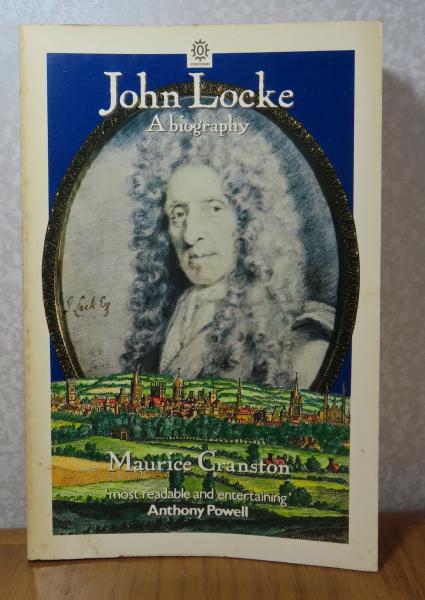 John Locke
A biography
J. Lock Esq
Maurice Cranston
'most readable and entertaining'
Anthony Powell